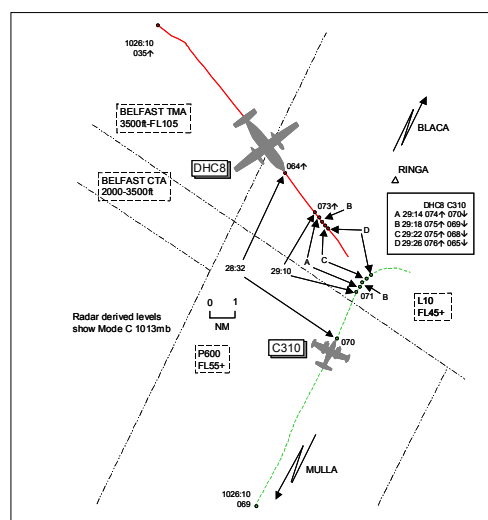 1026:10
035↑
BELFAST TMA
3500ft-FL105
DHC8
BLACA
RINGA
064↑
BELFAST CTA
2000-3500ft
DHC8 C310
A 29:14 074↑ 070↓
B 29:18 075↑ 069↓
C 29:22 075↑ 068↓
D 29:26 076↑ 065↓
073↑
B
D
A
C
28:32
29:10
071
B
0 1
NM
L10
FL45+
Radar derived levels
show Mode C 1013mb
C310
070
P600
FL55+
MULLA
1026:10
069